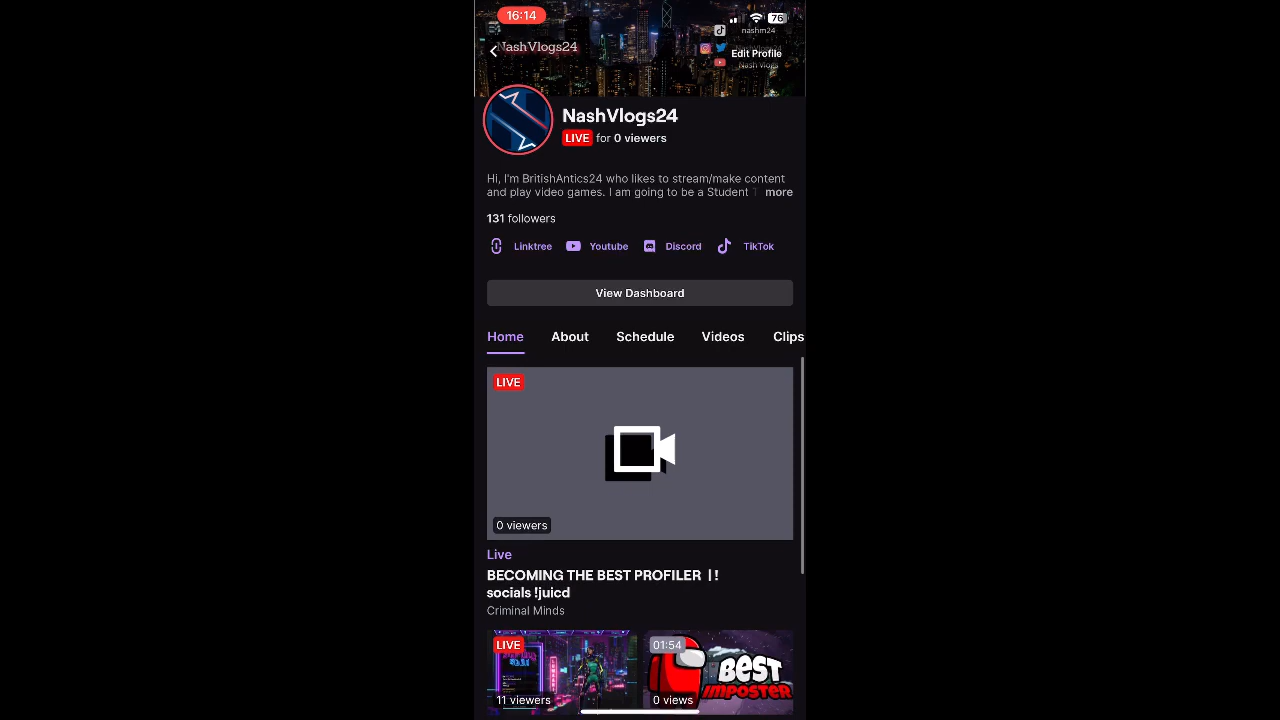 16:14
76
nashm24
NashVlogs24
Edit Profile
Nash Vlogs
NashVlogs24
LIVE for 0 viewers
Hi, I'm BritishAntics24 who likes to stream/make content
and play video games. I am going to be a Student more
131 followers
Linktree Youtube Discord TikTok
View Dashboard
Home About Schedule Videos Clips
LIVE
0 viewers
Live
BECOMING THE BEST PROFILER | !
socials !juicd
Criminal Minds
LIVE
11 viewers
01:54
BEST
IMPOSTER
0 views